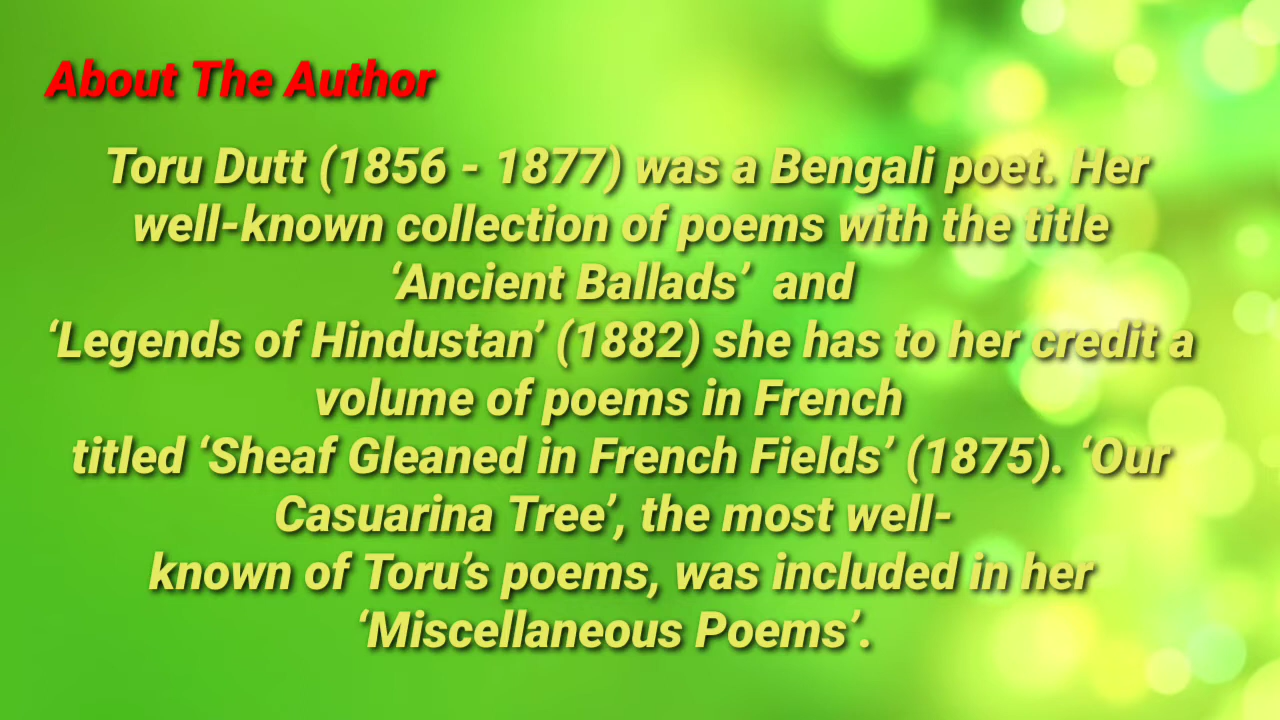 About The Author
Toru Dutt (1856 - 1877) was a Bengali poet. Her
well-known collection of poems with the title
‘Ancient Ballads’ and
‘Legends of Hindustan’ (1882) she has to her credit a
volume of poems in French
titled ‘Sheaf Gleaned in French Fields’ (1875). ‘Our
Casuarina Tree’, the most well-
known of Toru’s poems, was included in her
‘Miscellaneous Poems’.